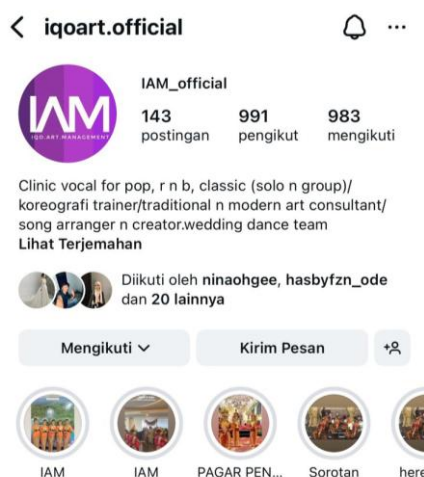 iqoart.official
IAM_official
IAM
IQO.ART.MANAGEMENT
143 991 983
postingan pengikut mengikuti
Clinic vocal for pop, r n b, classic (solo n group)/
koreografi trainer/traditional n modern art consultant/
song arranger n creator.wedding dance team
Lihat Terjemahan
Diikuti oleh ninaohgee, hasbyfzn_ode
dan 20 lainnya
Mengikuti Kirim Pesan
IAM IAM PAGAR PEN... Sorotan here